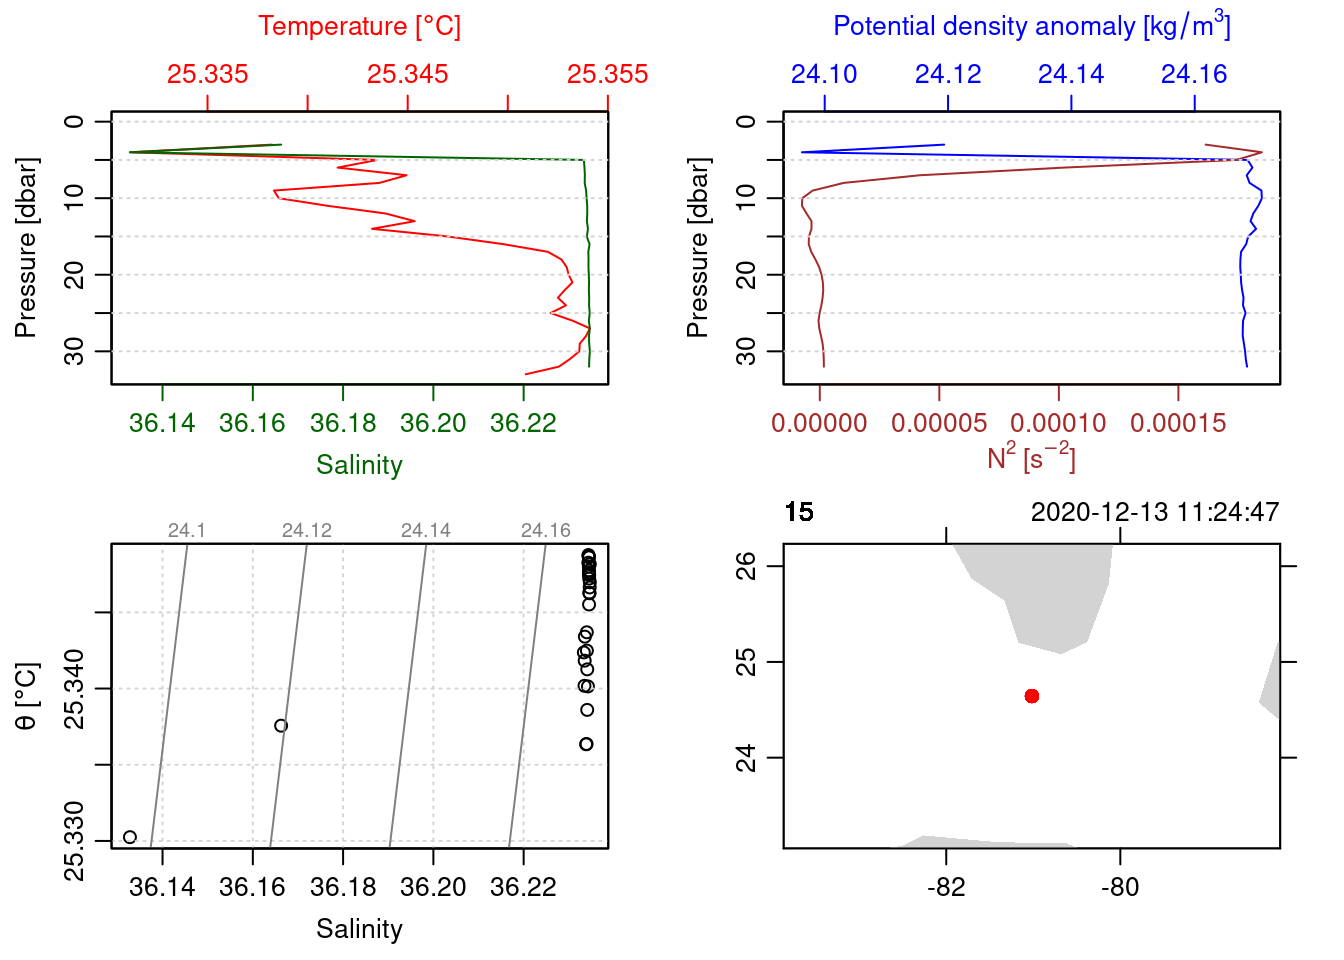 Temperature [°C]
25.335 25.345 25.355
0
10
20
30
Pressure [dbar]
36.14 36.16 36.18 36.20 36.22
Salinity
Potential density anomaly [kg/m³]
24.10 24.12 24.14 24.16
0
10
20
30
Pressure [dbar]
0.00000 0.00005 0.00010 0.00015
N² [s⁻²]
24.1 24.12 24.14 24.16
25.340
25.330
θ [°C]
36.14 36.16 36.18 36.20 36.22
Salinity
15 2020-12-13 11:24:47
26
25
24
-82 -80